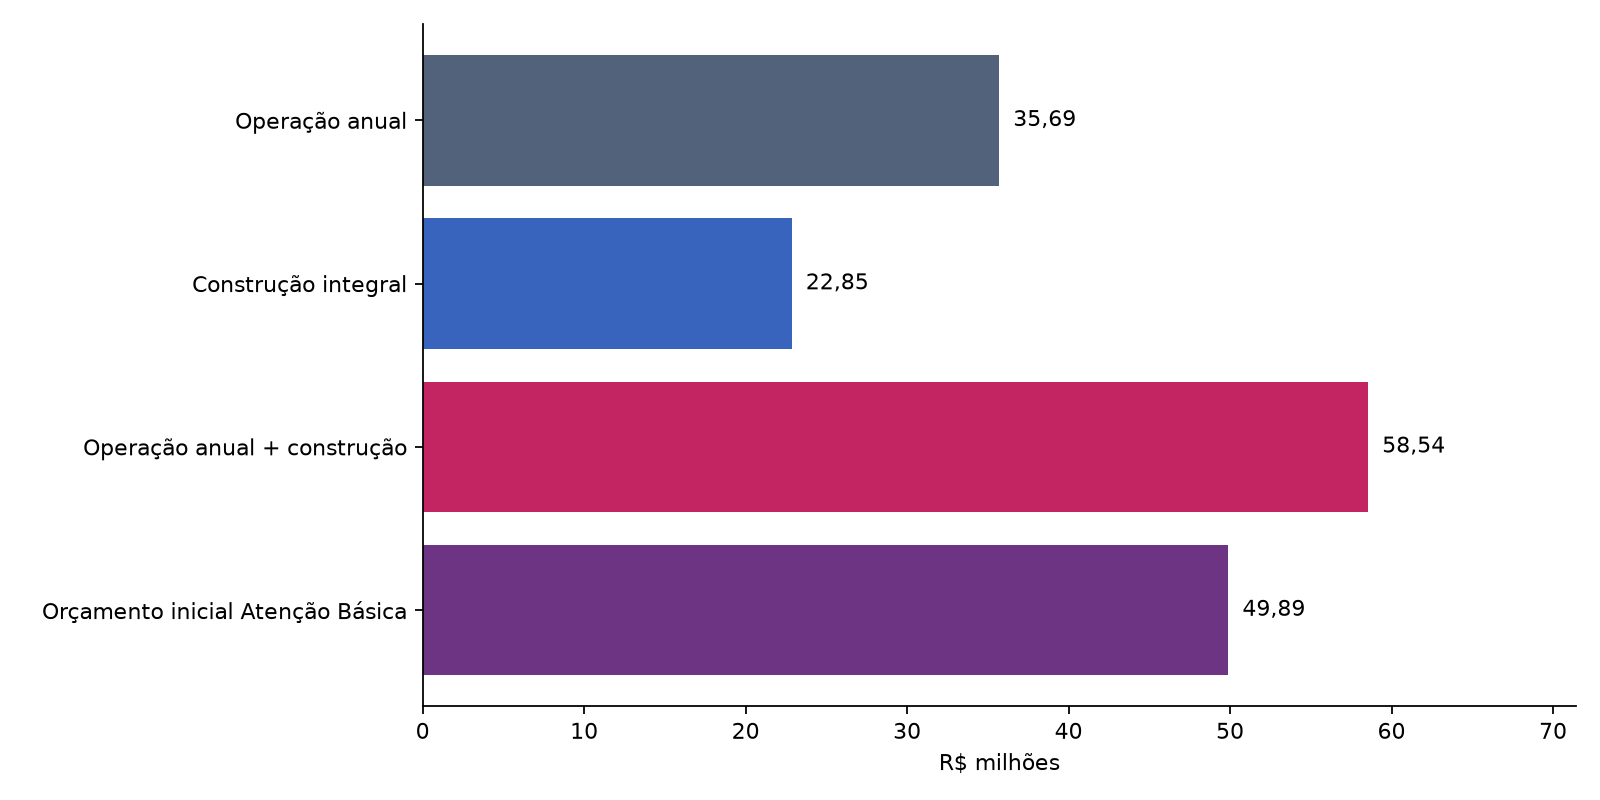 Operação anual
35,69
Construção integral
22,85
Operação anual + construção
58,54
Orçamento inicial Atenção Básica
49,89
0 10 20 30 40 50 60 70
R$ milhões